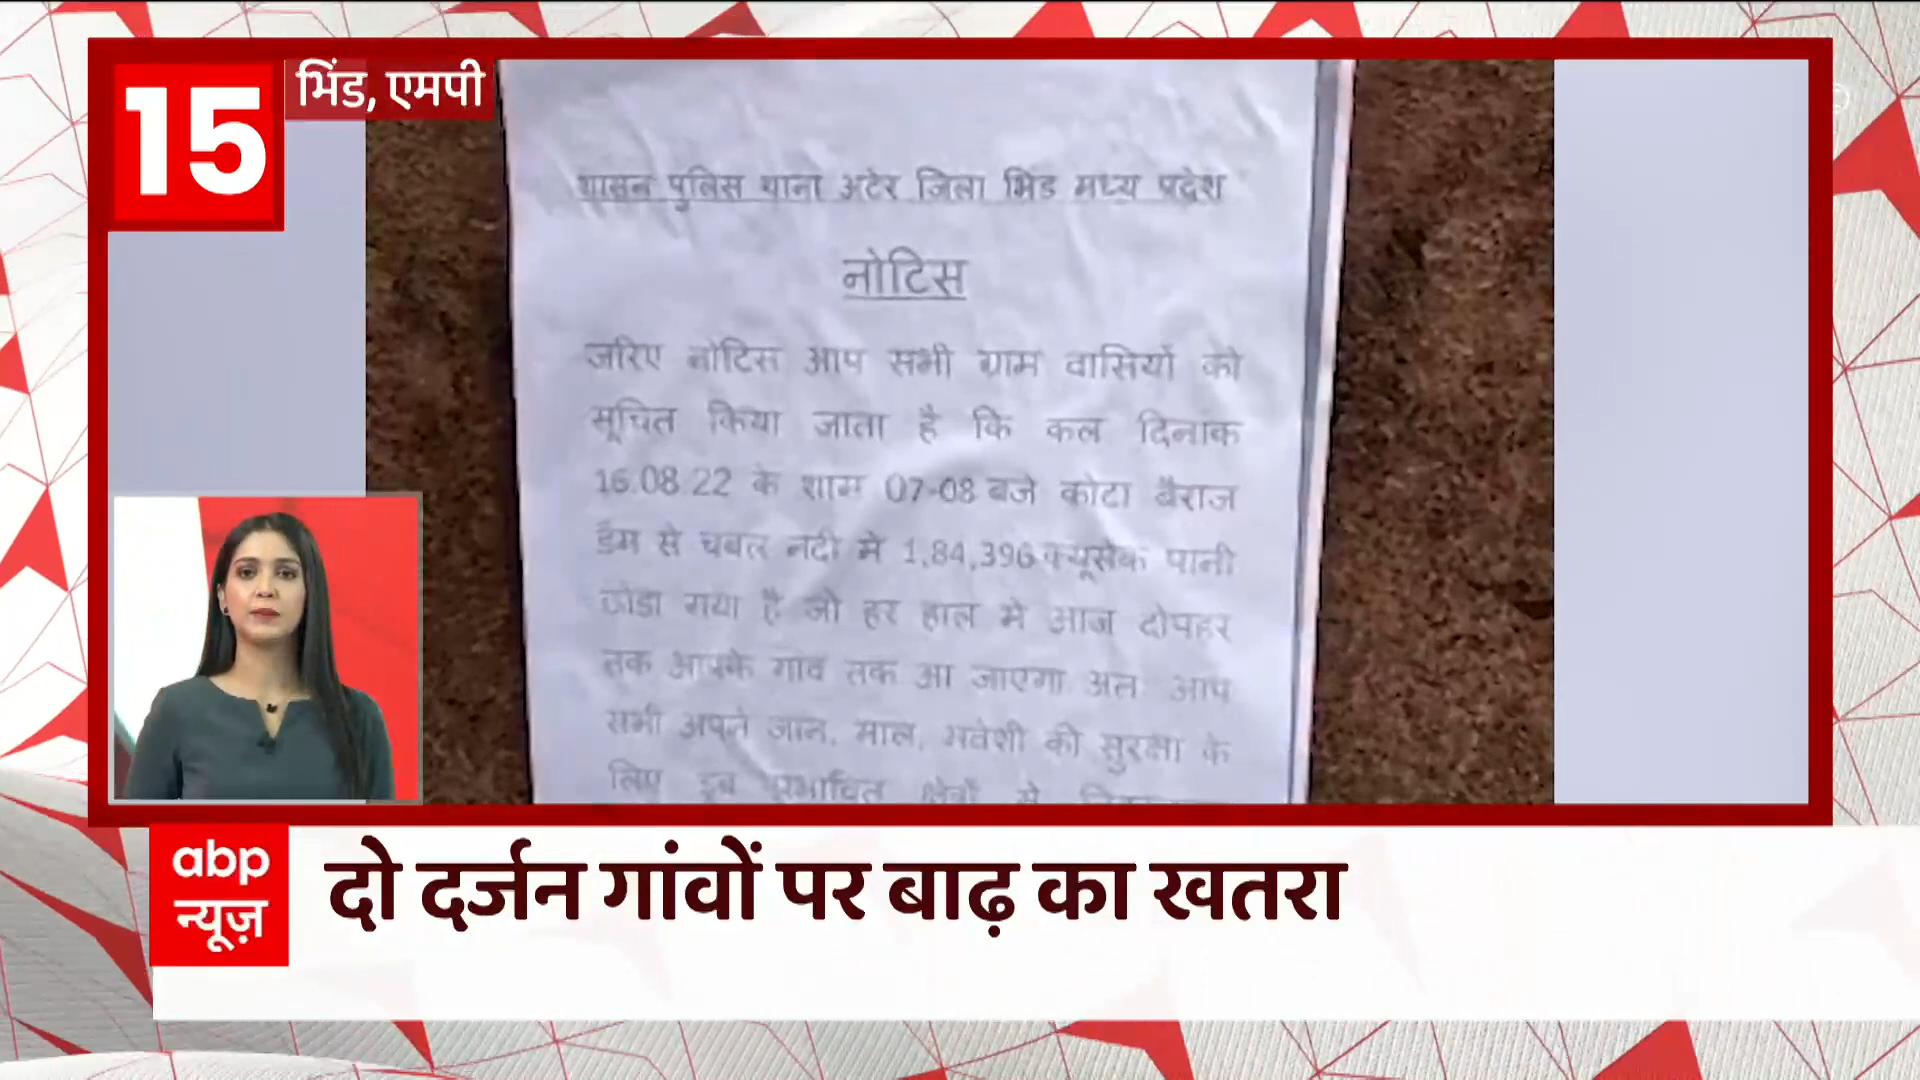 15
भिंड, एमपी
शासन पुलिस थाना अटेर जिला भिंड मध्य प्रदेश
नोटिस
जरिए नोटिस आप सभी ग्राम वासियों को
सूचित किया जाता है कि कल दिनांक
16.08.22 के शाम 07-08 बजे कोटा बैराज
डैम से चंबल नदी में 1,84,396 क्यूसेक पानी
छोडा गया है जो हर हाल में आज दोपहर
तक आपके गांव तक आ जाएगा अतः आप
सभी अपने जान, माल, मवेशी की सुरक्षा के
लिए डूब प्रभावित क्षेत्रों से
abp
न्यूज़
दो दर्जन गांवों पर बाढ़ का खतरा